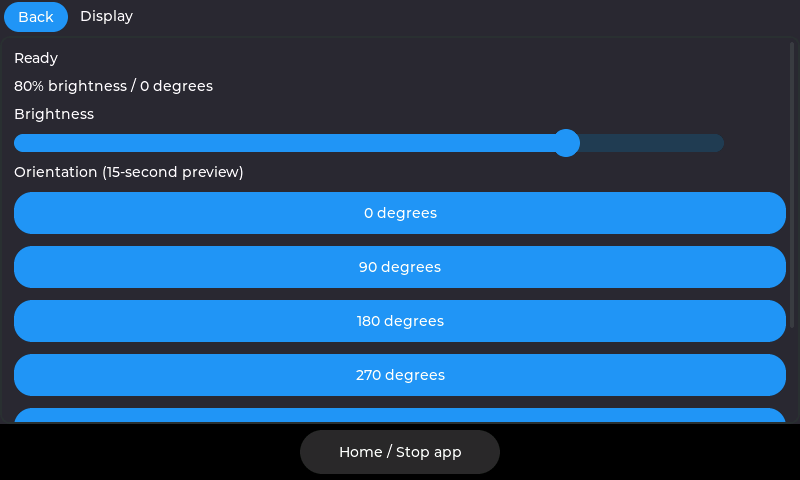 Back Display
Ready
80% brightness / 0 degrees
Brightness
Orientation (15-second preview)
0 degrees
90 degrees
180 degrees
270 degrees
Home / Stop app